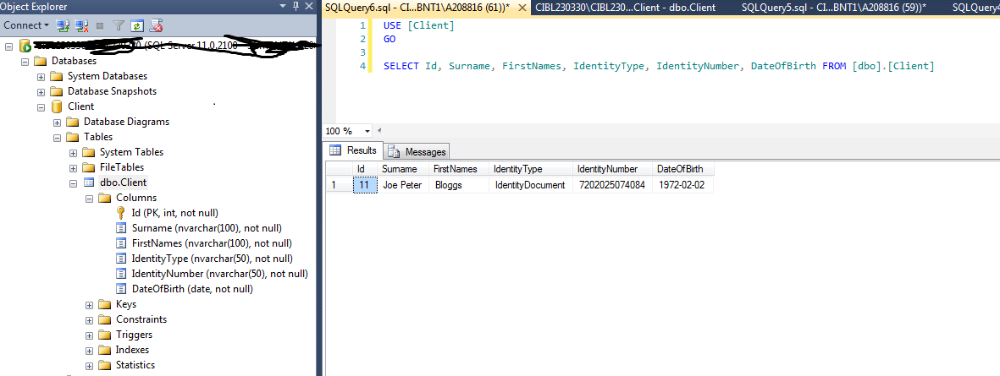 Object Explorer
Connect
(SQL Server 11.0.2100
Databases
System Databases
Database Snapshots
Client
Database Diagrams
Tables
System Tables
FileTables
dbo.Client
Columns
Id (PK, int, not null)
Surname (nvarchar(100), not null)
FirstNames (nvarchar(100), not null)
IdentityType (nvarchar(50), not null)
IdentityNumber (nvarchar(50), not null)
DateOfBirth (date, not null)
Keys
Constraints
Triggers
Indexes
Statistics
SQLQuery6.sql - CI...BNT1\A208816 (61))* CIBL230330\CIBL230...Client - dbo.Client SQLQuery5.sql - CI...BNT1\A208816 (59))* SQLQuery4
1 USE [Client]
2 GO
3
4 SELECT Id, Surname, FirstNames, IdentityType, IdentityNumber, DateOfBirth FROM [dbo].[Client]
100 %
Results Messages
Id Surname FirstNames IdentityType IdentityNumber DateOfBirth
1 11 Joe Peter Bloggs IdentityDocument 7202025074084 1972-02-02